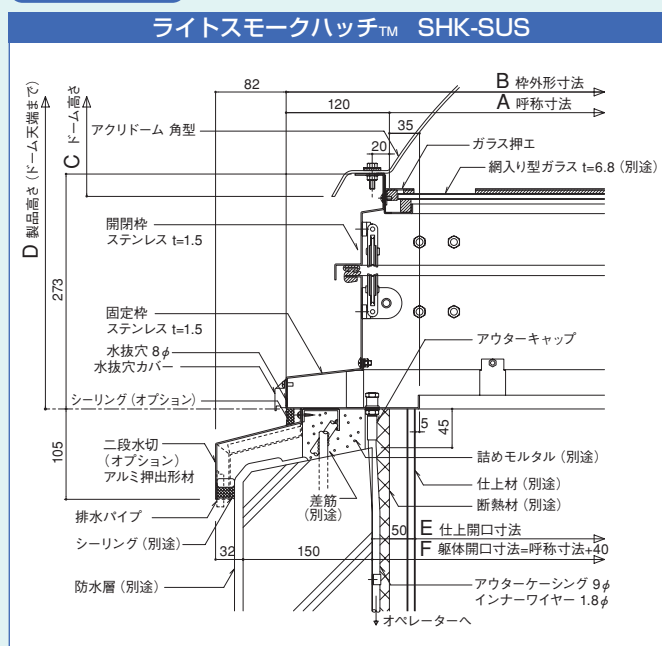 ライトスモークハッチTM SHK-SUS
82
B 枠外形寸法
A 呼称寸法
120
35
20
D 製品高さ(ドーム天端まで)
C ドーム高さ
アクリドーム 角型
ガラス押エ
網入り型ガラス t=6.8 (別途)
開閉枠
ステンレス t=1.5
273
固定枠
ステンレス t=1.5
水抜穴 8φ
水抜穴カバー
アウターキャップ
シーリング (オプション)
5
45
105
二段水切
(オプション)
アルミ押出形材
詰めモルタル (別途)
仕上材 (別途)
断熱材 (別途)
差筋
(別途)
排水パイプ
シーリング (別途)
50
E 仕上開口寸法
32
150
F 躯体開口寸法=呼称寸法+40
防水層 (別途)
アウターケーシング 9φ
インナーワイヤー 1.8φ
オペレーターへ